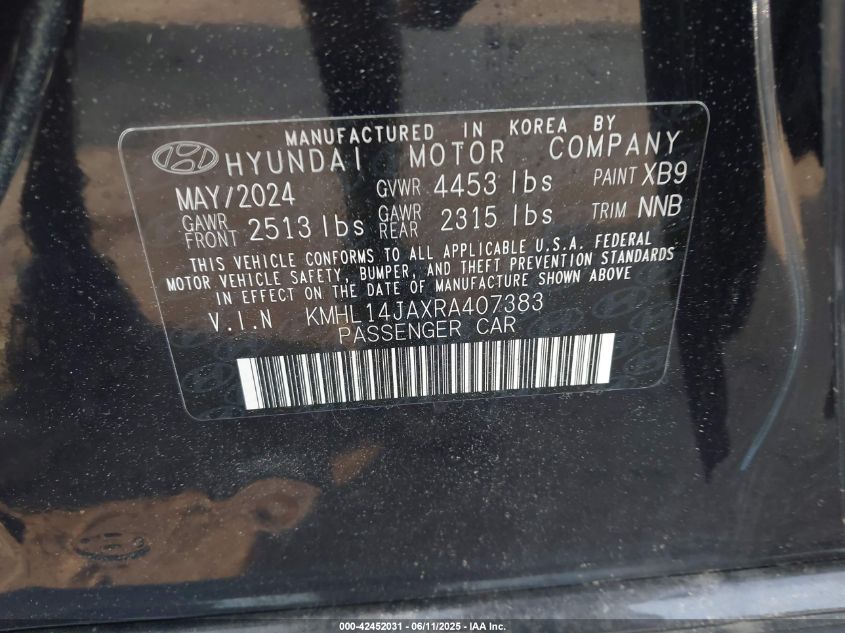 MANUFACTURED IN KOREA BY
HYUNDAI MOTOR COMPANY
MAY/2024 GVWR 4453 lbs PAINT XB9
GAWR FRONT 2513 lbs GAWR REAR 2315 lbs TRIM NNB
THIS VEHICLE CONFORMS TO ALL APPLICABLE U.S.A. FEDERAL
MOTOR VEHICLE SAFETY, BUMPER, AND THEFT PREVENTION STANDARDS
IN EFFECT ON THE DATE OF MANUFACTURE SHOWN ABOVE
V.I.N KMHL14JAXRA407383
PASSENGER CAR
000-42452031 - 06/11/2025 - IAA Inc.